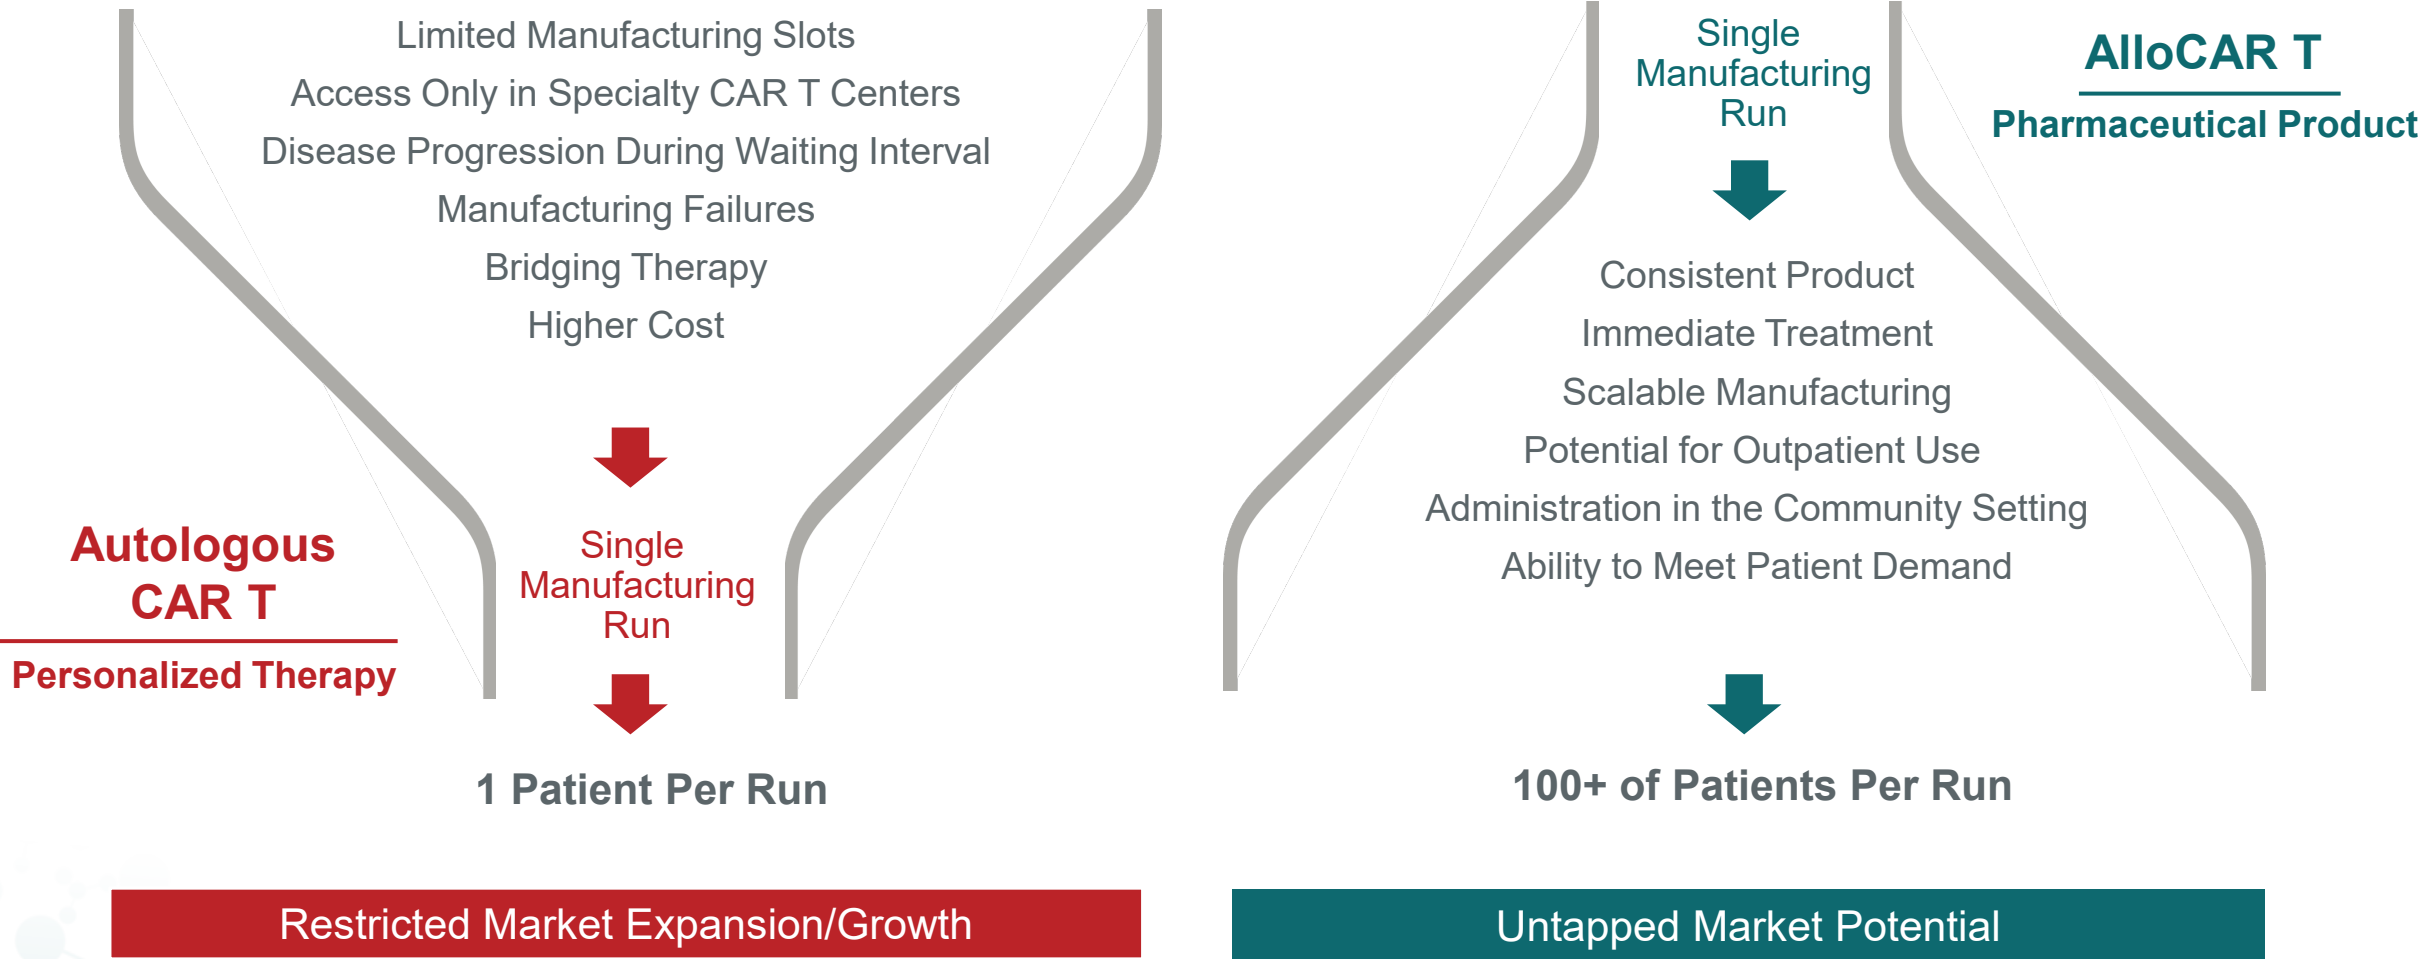 Limited Manufacturing Slots
Access Only in Specialty CAR T Centers
Disease Progression During Waiting Interval
Manufacturing Failures
Bridging Therapy
Higher Cost
Autologous
CAR T
Personalized Therapy
Single
Manufacturing
Run
1 Patient Per Run
Restricted Market Expansion/Growth
Single
Manufacturing
Run
AlloCAR T
Pharmaceutical Product
Consistent Product
Immediate Treatment
Scalable Manufacturing
Potential for Outpatient Use
Administration in the Community Setting
Ability to Meet Patient Demand
100+ of Patients Per Run
Untapped Market Potential